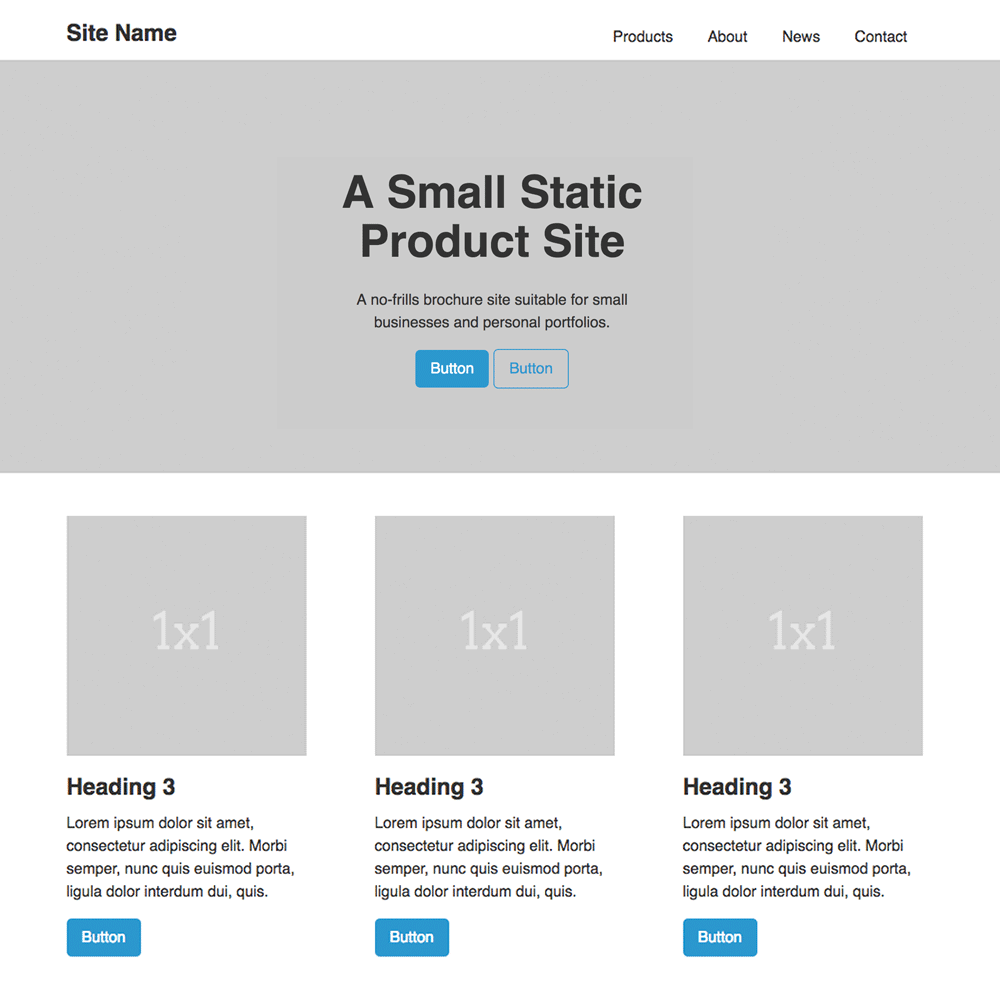 Site Name
Products About News Contact
A Small Static
Product Site
A no-frills brochure site suitable for small
businesses and personal portfolios.
Button Button
1x1 1x1 1x1
Heading 3
Lorem ipsum dolor sit amet,
consectetur adipiscing elit. Morbi
semper, nunc quis euismod porta,
ligula dolor interdum dui, quis.
Button
Heading 3
Lorem ipsum dolor sit amet,
consectetur adipiscing elit. Morbi
semper, nunc quis euismod porta,
ligula dolor interdum dui, quis.
Button
Heading 3
Lorem ipsum dolor sit amet,
consectetur adipiscing elit. Morbi
semper, nunc quis euismod porta,
ligula dolor interdum dui, quis.
Button